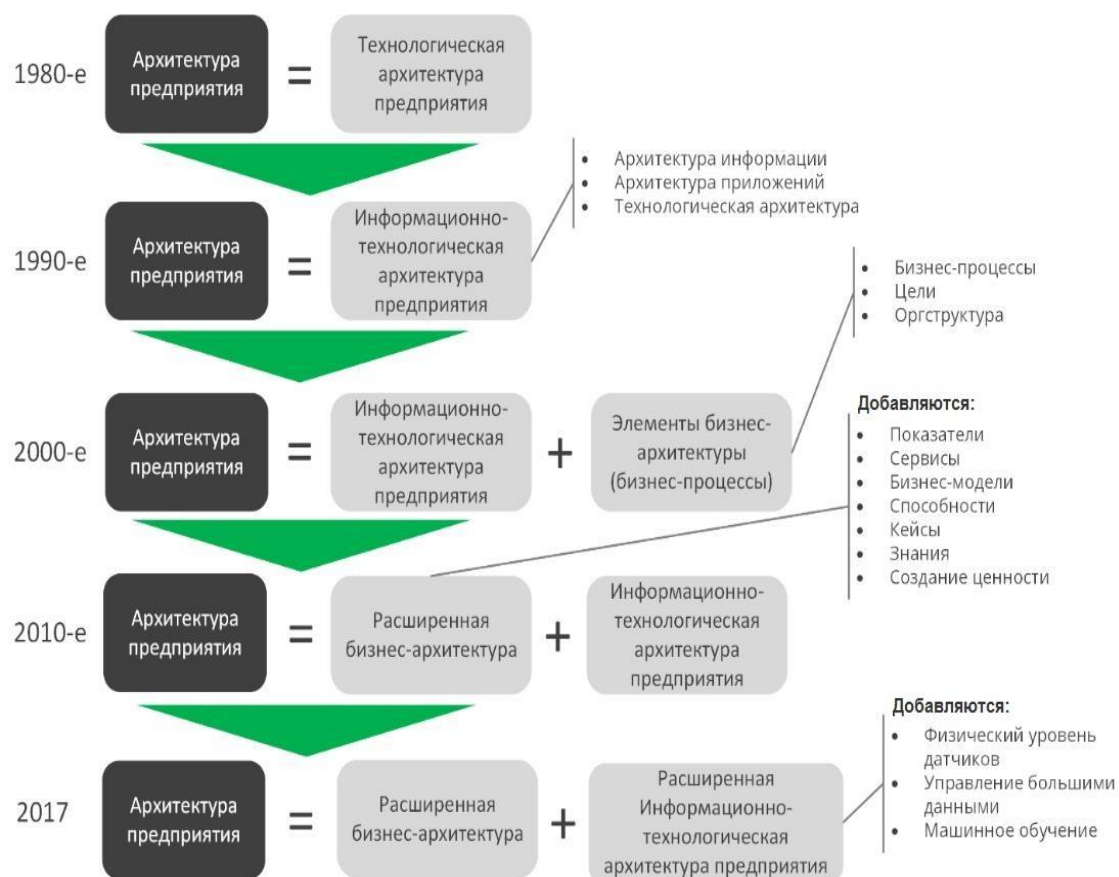 1980-е
Архитектура
предприятия
=
Технологическая
архитектура
предприятия
• Архитектура информации
• Архитектура приложений
• Технологическая архитектура
1990-е
Архитектура
предприятия
=
Информационно-
технологическая
архитектура
предприятия
• Бизнес-процессы
• Цели
• Оргструктура
2000-е
Архитектура
предприятия
=
Информационно-
технологическая
архитектура
предприятия
+
Элементы бизнес-
архитектуры
(бизнес-процессы)
Добавляются:
• Показатели
• Сервисы
• Бизнес-модели
• Способности
• Кейсы
• Знания
• Создание ценности
2010-е
Архитектура
предприятия
=
Расширенная
бизнес-архитектура
+
Информационно-
технологическая
архитектура
предприятия
Добавляются:
• Физический уровень
датчиков
• Управление большими
данными
• Машинное обучение
2017
Архитектура
предприятия
=
Расширенная
бизнес-архитектура
+
Расширенная
Информационно-
технологическая
архитектура предприятия